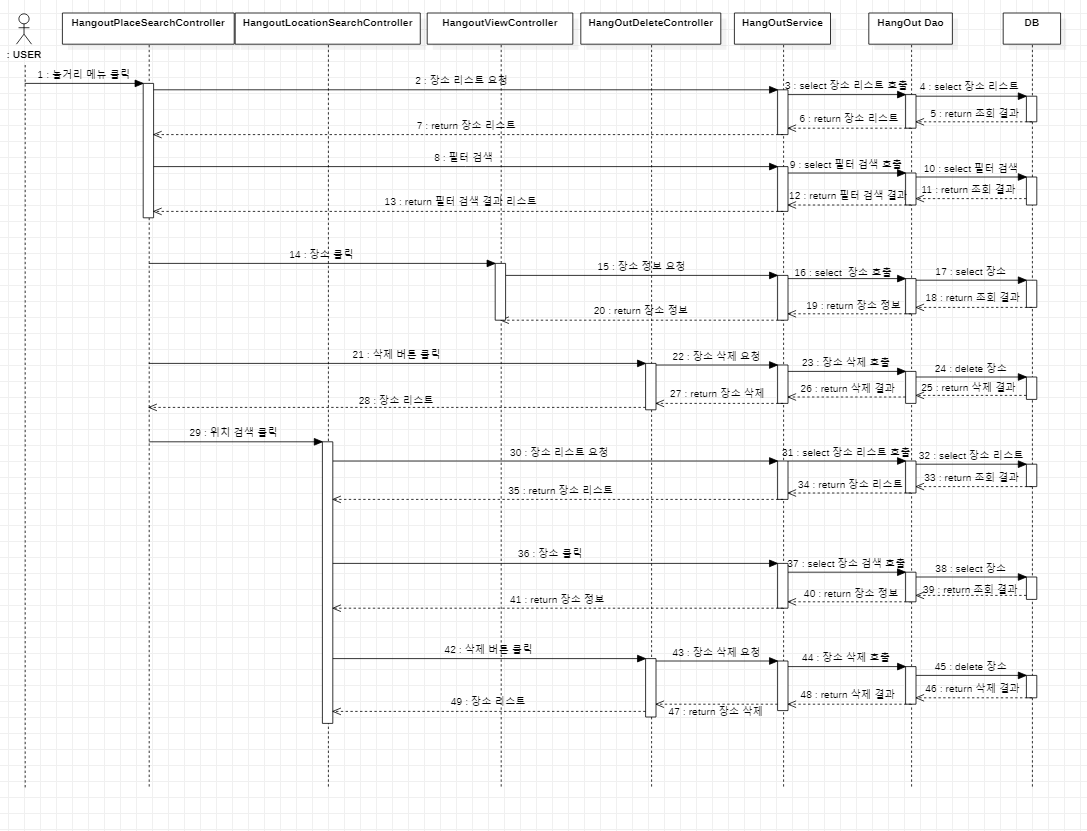 HangoutPlaceSearchController
HangoutLocationSearchController
HangoutViewController
HangOutDeleteController
HangOutService
HangOut Dao
DB
: USER
1 :놀거리 메뉴 클릭
2 : 장소 리스트 요청
3 : select 장소 리스트 호출
4 : select 장소 리스트
5 : return 조회 결과
6 : return 장소 리스트
7 : return 장소 리스트
8 : 필터 검색
9 : select 필터 검색 호출
10 : select 필터 검색
11 : return 조회 결과
12 : return 필터 검색 결과
13 : return 필터 검색 결과 리스트
14 : 장소 클릭
15 : 장소 정보 요청
16 : select 장소 호출
17 : select 장소
18 : return 조회 결과
19 : return 장소 정보
20 : return 장소 정보
21 : 삭제 버튼 클릭
22 : 장소 삭제 요청
23 : 장소 삭제 호출
24 : delete 장소
25 : return 삭제 결과
26 : return 삭제 결과
27 : return 장소 삭제
28 : 장소 리스트
29 : 위치 검색 클릭
30 : 장소 리스트 요청
31 : select 장소 리스트 호출
32 : select 장소 리스트
33 : return 조회 결과
34 : return 장소 리스트
35 : return 장소 리스트
36 : 장소 클릭
37 : select 장소 검색 호출
38 : select 장소
39 : return 조회 결과
40 : return 장소 정보
41 : return 장소 정보
42 : 삭제 버튼 클릭
43 : 장소 삭제 요청
44 : 장소 삭제 호출
45 : delete 장소
46 : return 삭제 결과
48 : return 삭제 결과
47 : return 장소 삭제
49 : 장소 리스트